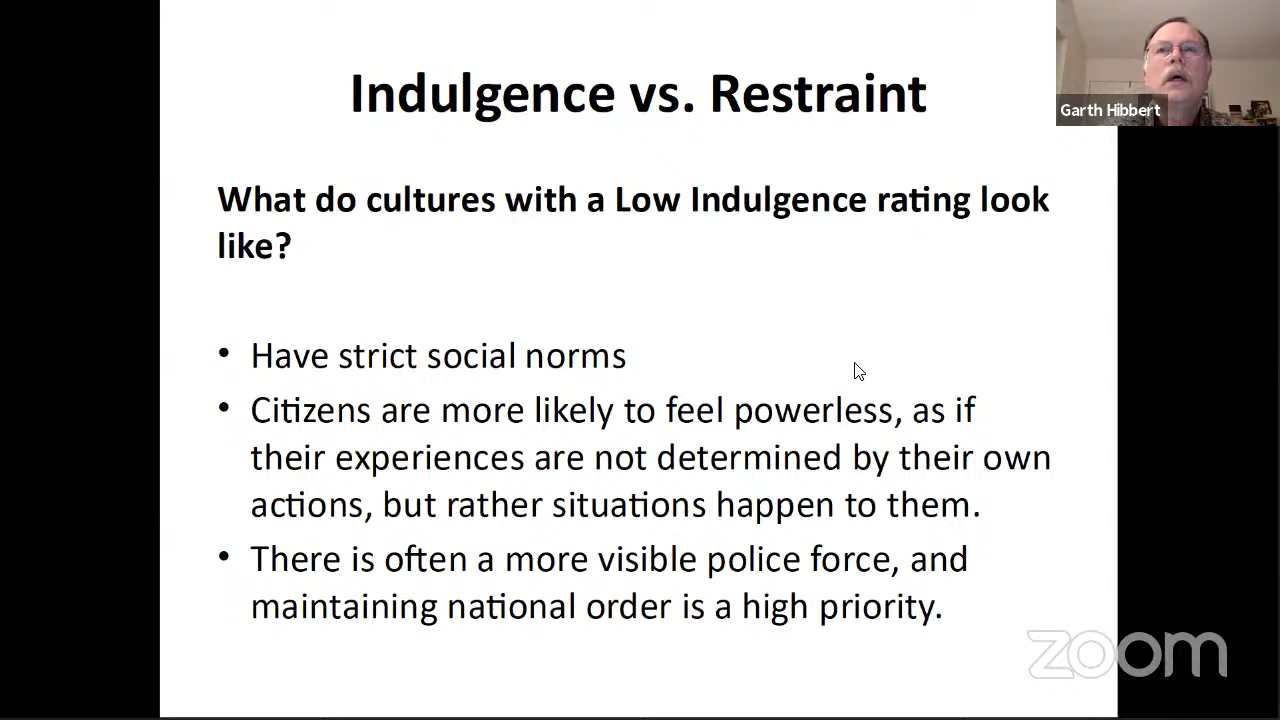 Indulgence vs. Restraint
Garth Hibbert
What do cultures with a Low Indulgence rating look
like?
• Have strict social norms
• Citizens are more likely to feel powerless, as if
their experiences are not determined by their own
actions, but rather situations happen to them.
• There is often a more visible police force, and
maintaining national order is a high priority.
zoom